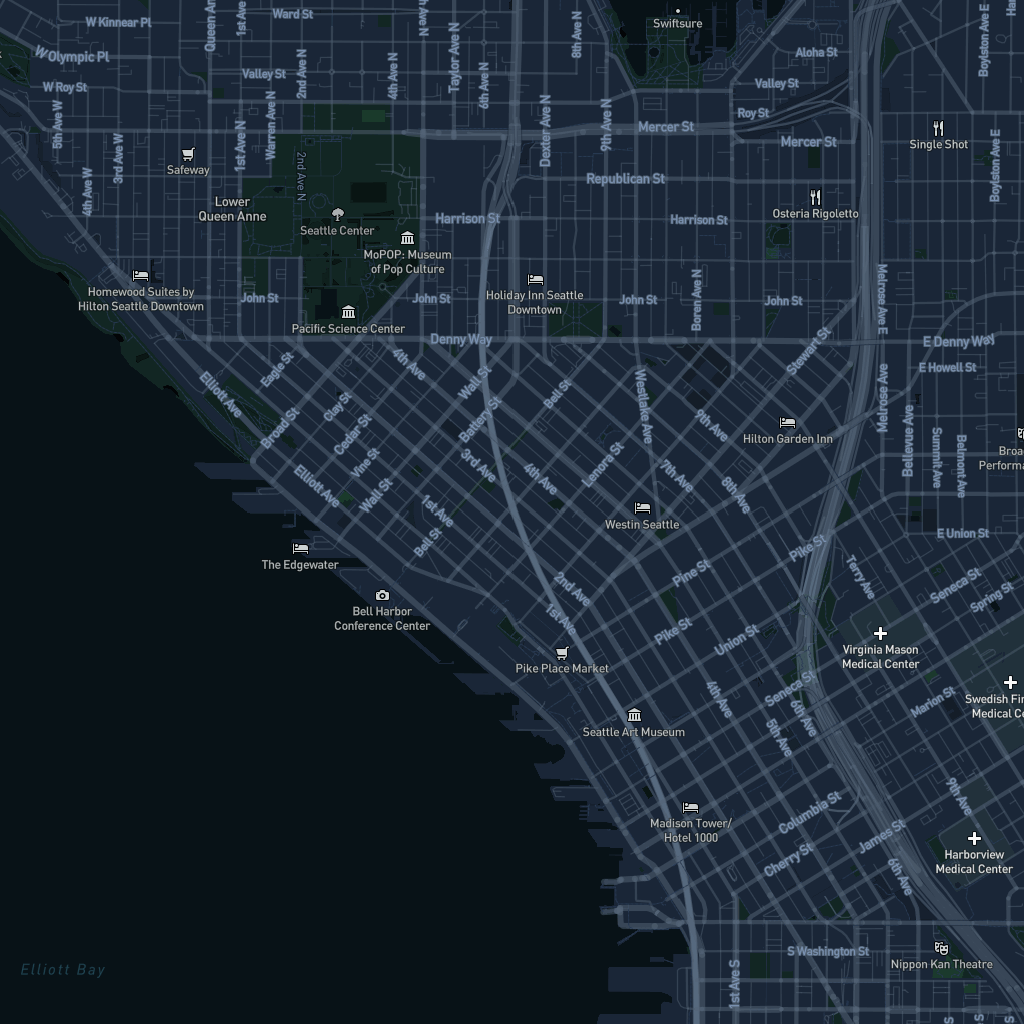 W Kinnear Pl
Ward St
Queen An
1st Ave
4th Ave N
Taylor Ave N
8th Ave N
Swiftsure
Boylston Ave E
W Olympic Pl
Valley St
2nd Ave N
4th Ave N
6th Ave N
Aloha St
Valley St
W Roy St
5th Ave W
3rd Ave W
4th Ave W
1st Ave N
Warren Ave N
2nd Ave N
Dexter Ave N
9th Ave N
Roy St
Mercer St
Mercer St
Single Shot
Boylston Ave E
Safeway
Republican St
Osteria Rigoletto
Lower
Queen Anne
Seattle Center
Harrison St
Harrison St
MoPOP: Museum
of Pop Culture
Homewood Suites by
Hilton Seattle Downtown
John St
John St
Holiday Inn Seattle
Downtown
John St
Boren Ave N
John St
Melrose Ave E
Pacific Science Center
Denny Way
E Denny Way
Stewart St
E Howell St
Eagle St
4th Ave
Wall St
Bell St
Westlake Ave
Melrose Ave
Elliott Ave
Clay St
Cedar St
Battery St
9th Ave
Hilton Garden Inn
Bellevue Ave
Summit Ave
Belmont Ave
Broad St
Vine St
3rd Ave
4th Ave
Lenora St
7th Ave
8th Ave
Performa
Elliott Ave
Wall St
1st Ave
Westin Seattle
Bell St
E Union St
Pike St
The Edgewater
Pine St
Terry Ave
Seneca St
Spring St
Bell Harbor
Conference Center
2nd Ave
1st Ave
Pike St
Union St
Virginia Mason
Medical Center
Pike Place Market
4th Ave
Seneca St
5th Ave
6th Ave
Marion St
Swedish Fir
Medical Ce
Seattle Art Museum
Madison Tower/
Hotel 1000
Columbia St
9th Ave
James St
Cherry St
6th Ave
Harborview
Medical Center
Elliott Bay
1st Ave S
S Washington St
Nippon Kan Theatre
S
S
S